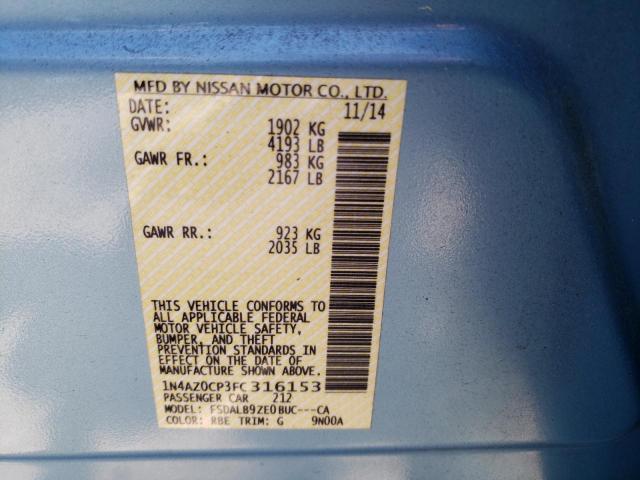 MFD BY NISSAN MOTOR CO., LTD.
DATE: 11/14
GVWR: 1902 KG
4193 LB
GAWR FR.: 983 KG
2167 LB
GAWR RR.: 923 KG
2035 LB
THIS VEHICLE CONFORMS TO
ALL APPLICABLE FEDERAL
MOTOR VEHICLE SAFETY,
BUMPER, AND THEFT
PREVENTION STANDARDS IN
EFFECT ON THE DATE OF
MANUFACTURE SHOWN ABOVE.
1N4AZ0CP3FC316153
PASSENGER CAR 212
MODEL: FSDALB9ZE0BUC---CA
COLOR: RBE TRIM: G 9N00A